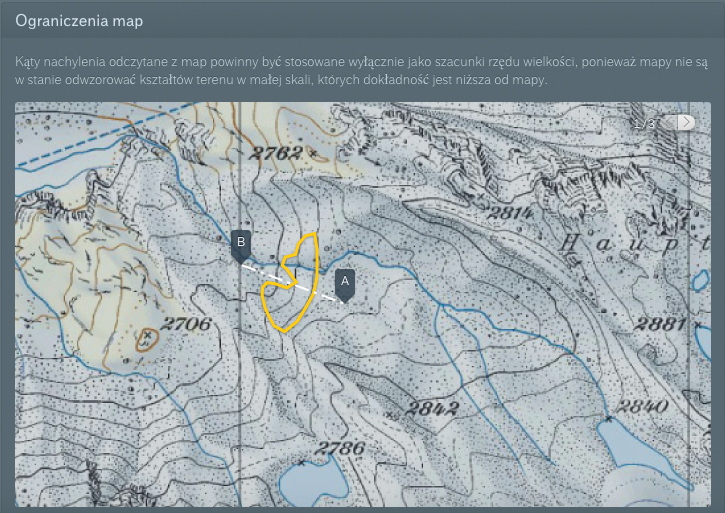 Ograniczenia map
Kąty nachylenia odczytane z map powinny być stosowane wyłącznie jako szacunki rzędu wielkości, ponieważ mapy nie są
w stanie odwzorować kształtów terenu w małej skali, których dokładność jest niższa od mapy.
1/3
2762
2814
B
H a u p t
A
2706
2881
2842
2840
2786